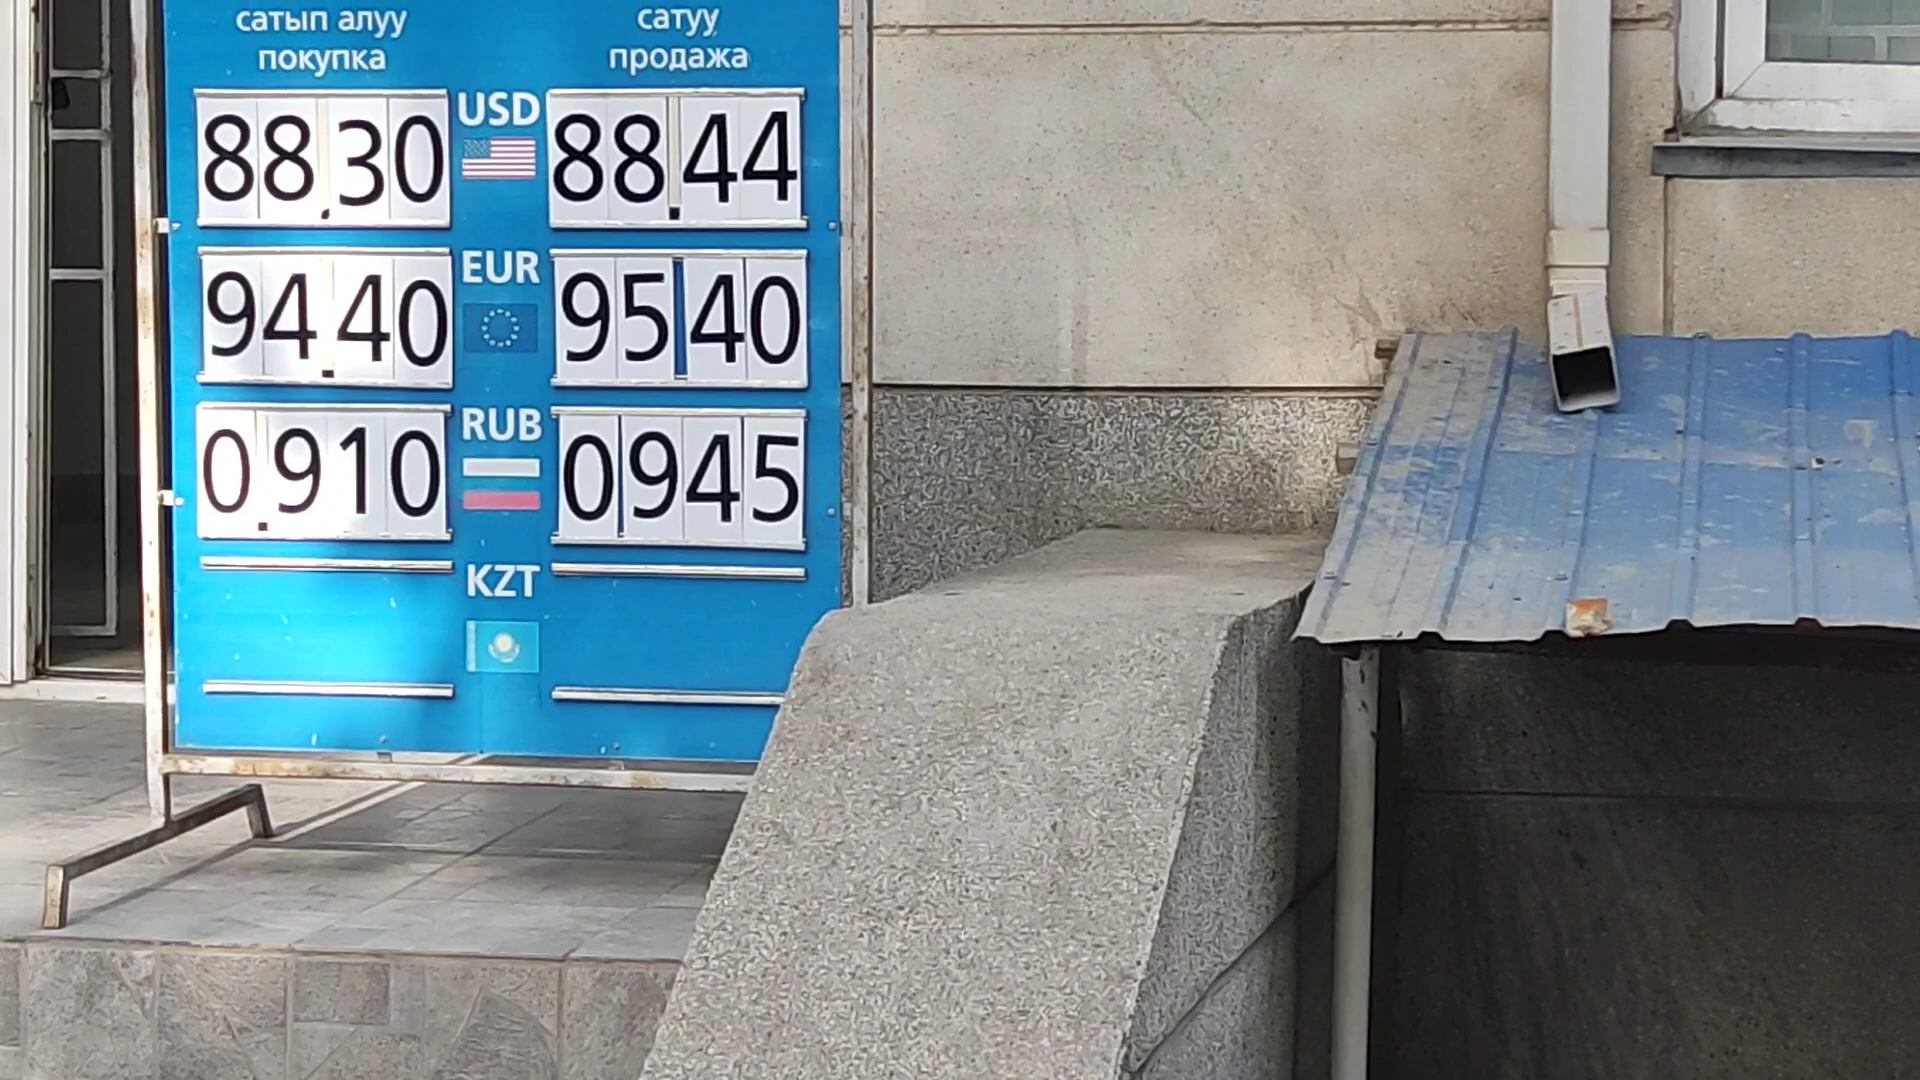 сатып алуу сатуу
покупка продажа
88.30 USD 88.44
94.40 EUR 95 40
0.910 RUB 0 945
KZT